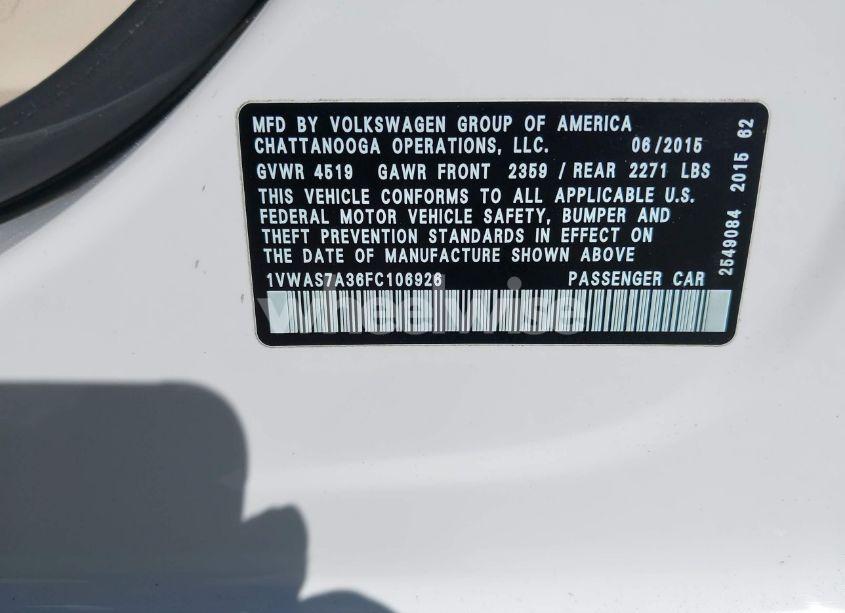 MFD BY VOLKSWAGEN GROUP OF AMERICA
CHATTANOOGA OPERATIONS, LLC. 06/2015
GVWR 4519 GAWR FRONT 2359 / REAR 2271 LBS
THIS VEHICLE CONFORMS TO ALL APPLICABLE U.S.
FEDERAL MOTOR VEHICLE SAFETY, BUMPER AND
THEFT PREVENTION STANDARDS IN EFFECT ON
THE DATE OF MANUFACTURE SHOWN ABOVE
1VWAS7A36FC106926 PASSENGER CAR
2549084 2015 62
wheelwise